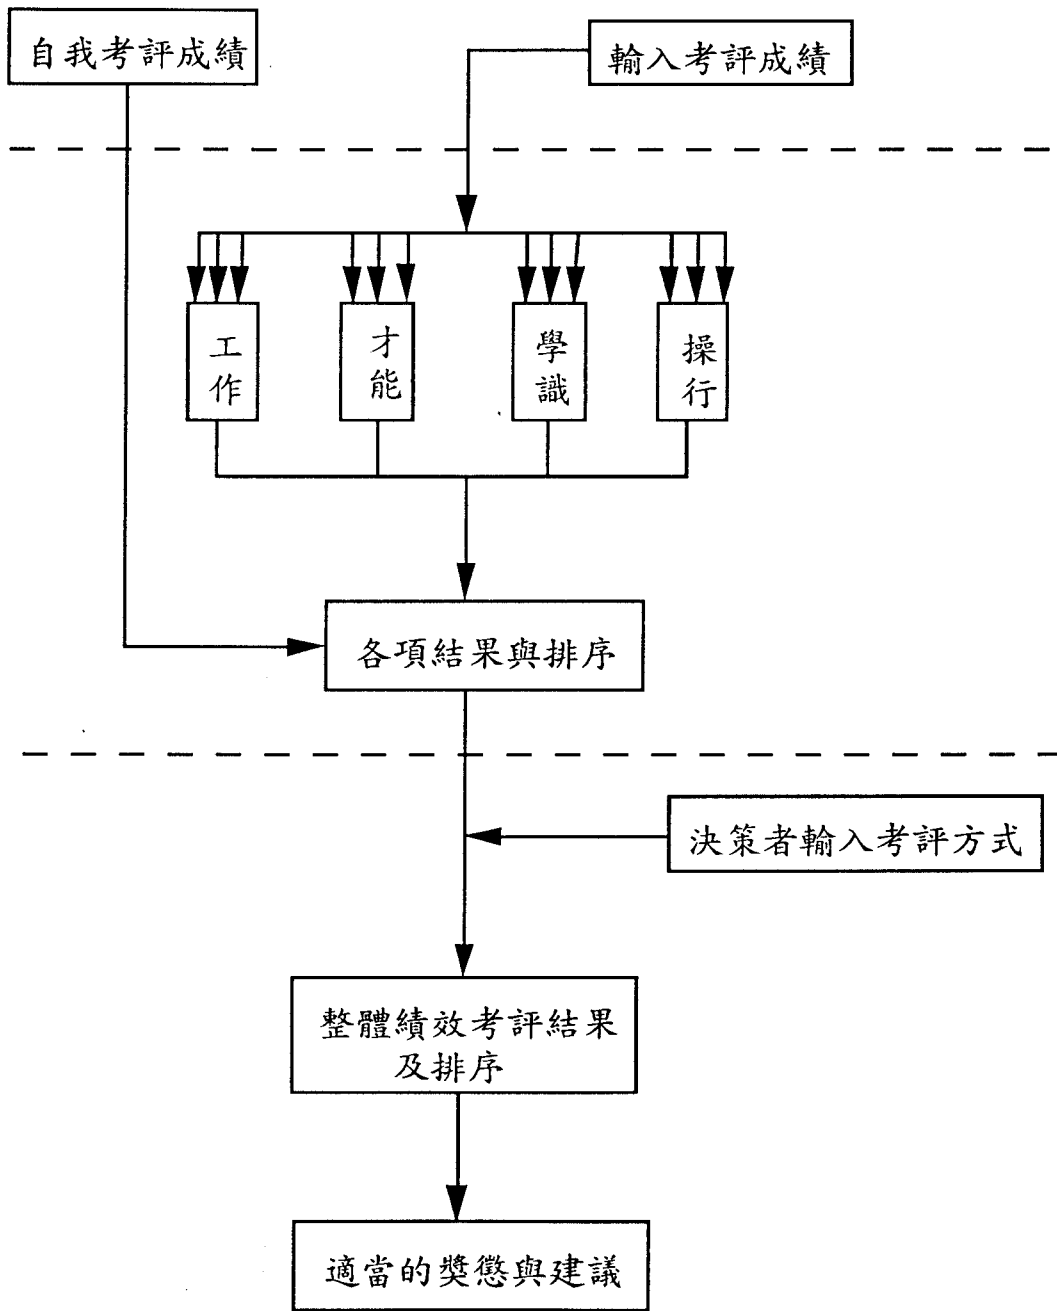 自我考評成績
輸入考評成績
工作
才能
學識
操行
各項結果與排序
決策者輸入考評方式
整體績效考評結果
及排序
適當的獎懲與建議